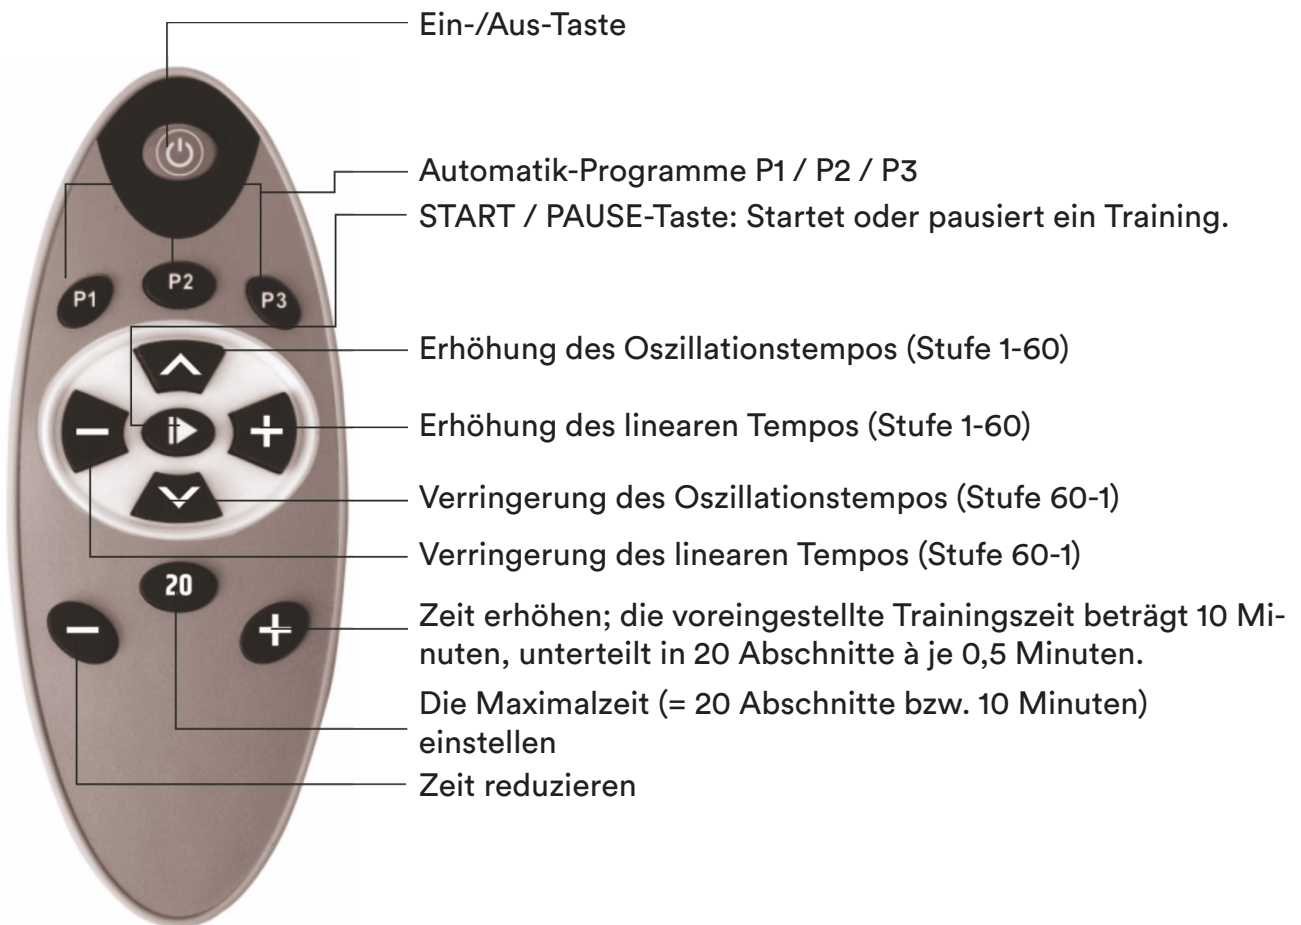 Ein-/Aus-Taste
Automatik-Programme P1 / P2 / P3
START / PAUSE-Taste: Startet oder pausiert ein Training.
P1
P2
P3
Erhöhung des Oszillationstempos (Stufe 1-60)
Erhöhung des linearen Tempos (Stufe 1-60)
Verringerung des Oszillationstempos (Stufe 60-1)
Verringerung des linearen Tempos (Stufe 60-1)
20
Zeit erhöhen; die voreingestellte Trainingszeit beträgt 10 Mi-
nuten, unterteilt in 20 Abschnitte à je 0,5 Minuten.
Die Maximalzeit (= 20 Abschnitte bzw. 10 Minuten)
einstellen
Zeit reduzieren